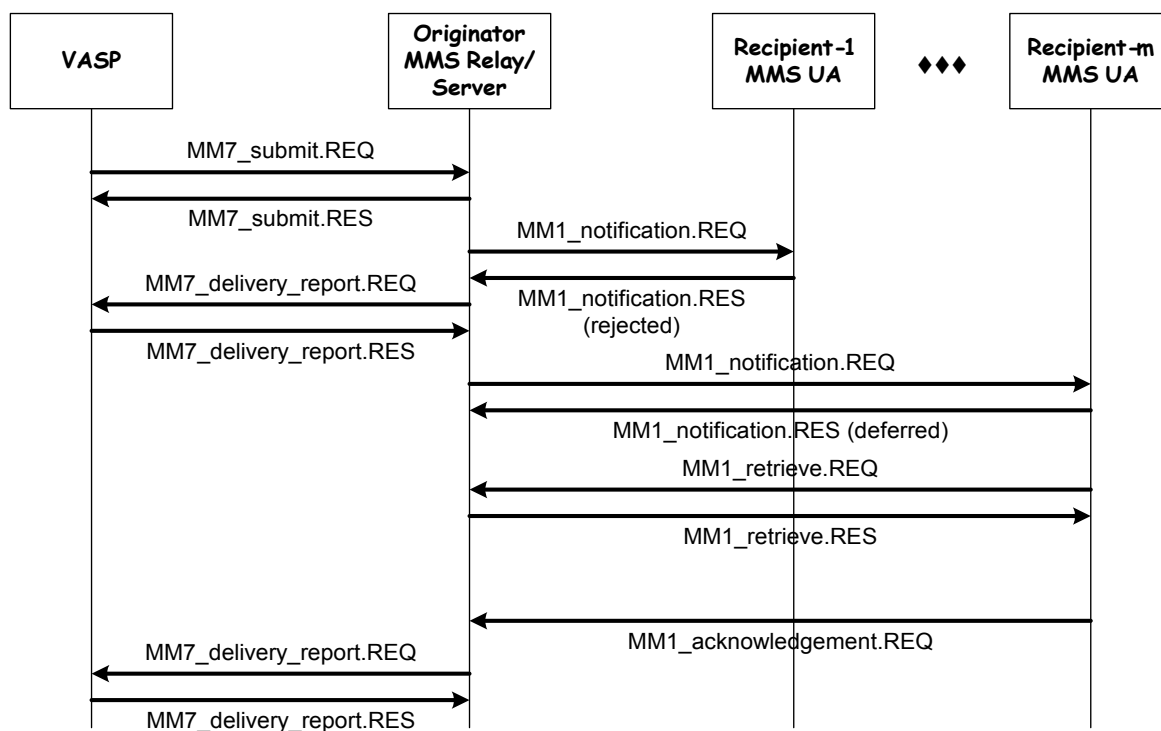 VASP
Originator
MMS Relay/
Server
Recipient-1
MMS UA
Recipient-m
MMS UA
MM7_submit.REQ
MM7_submit.RES
MM1_notification.REQ
MM7_delivery_report.REQ
MM1_notification.RES
(rejected)
MM7_delivery_report.RES
MM1_notification.REQ
MM1_notification.RES (deferred)
MM1_retrieve.REQ
MM1_retrieve.RES
MM1_acknowledgement.REQ
MM7_delivery_report.REQ
MM7_delivery_report.RES